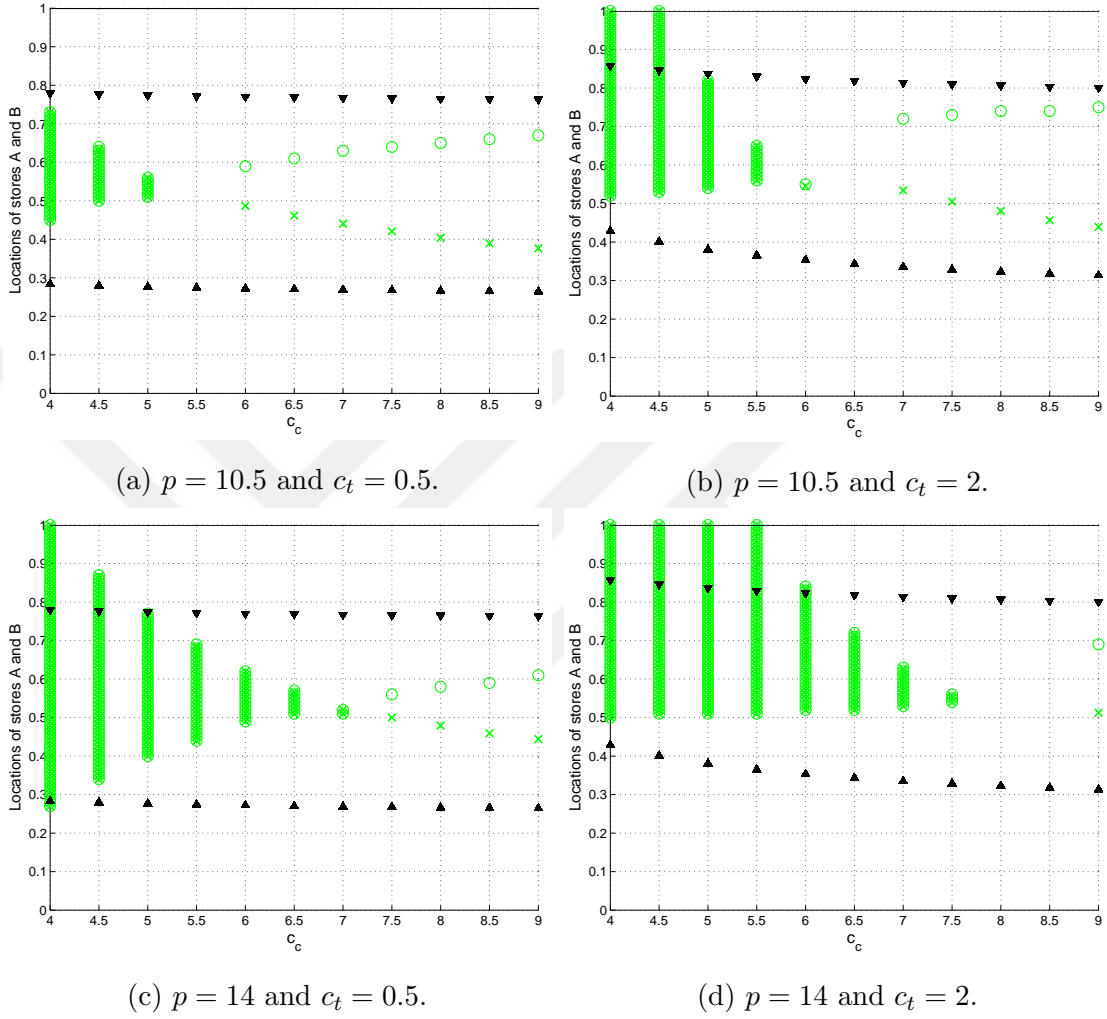 Locations of stores A and B
1
0.9
0.8
0.7
0.6
0.5
0.4
0.3
0.2
0.1
0
4 4.5 5 5.5 6 6.5 7 7.5 8 8.5 9
c_c
(a) p = 10.5 and c_t = 0.5.
Locations of stores A and B
1
0.9
0.8
0.7
0.6
0.5
0.4
0.3
0.2
0.1
0
4 4.5 5 5.5 6 6.5 7 7.5 8 8.5 9
c_c
(b) p = 10.5 and c_t = 2.
Locations of stores A and B
1
0.9
0.8
0.7
0.6
0.5
0.4
0.3
0.2
0.1
0
4 4.5 5 5.5 6 6.5 7 7.5 8 8.5 9
c_c
(c) p = 14 and c_t = 0.5.
Locations of stores A and B
1
0.9
0.8
0.7
0.6
0.5
0.4
0.3
0.2
0.1
0
4 4.5 5 5.5 6 6.5 7 7.5 8 8.5 9
c_c
(d) p = 14 and c_t = 2.